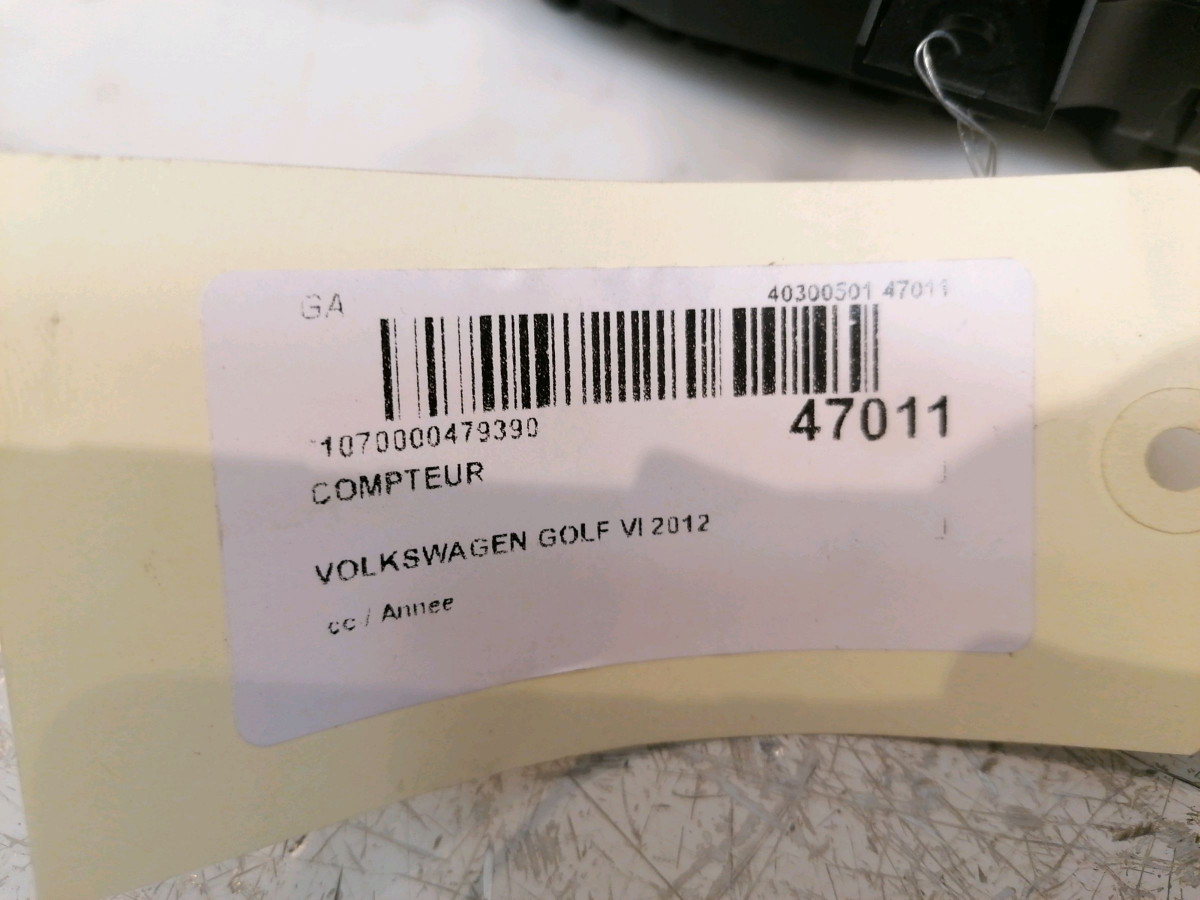 GA
40300501 47011
*1070000479390
47011
COMPTEUR
VOLKSWAGEN GOLF VI 2012
cc / Annee